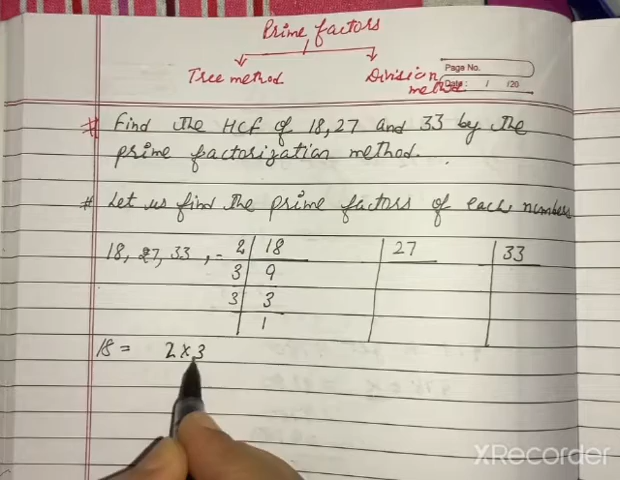 Prime factors
Tree method
Division method
Page No.
Date: / /20
# Find the HCF of 18, 27 and 33 by the
prime factorization method.
# Let us find the prime factors of each numbers
18, 27, 33, - 2 | 18 | 27 | 33
3 | 9
3 | 3
| 1
18 = 2 × 3
XRecorder